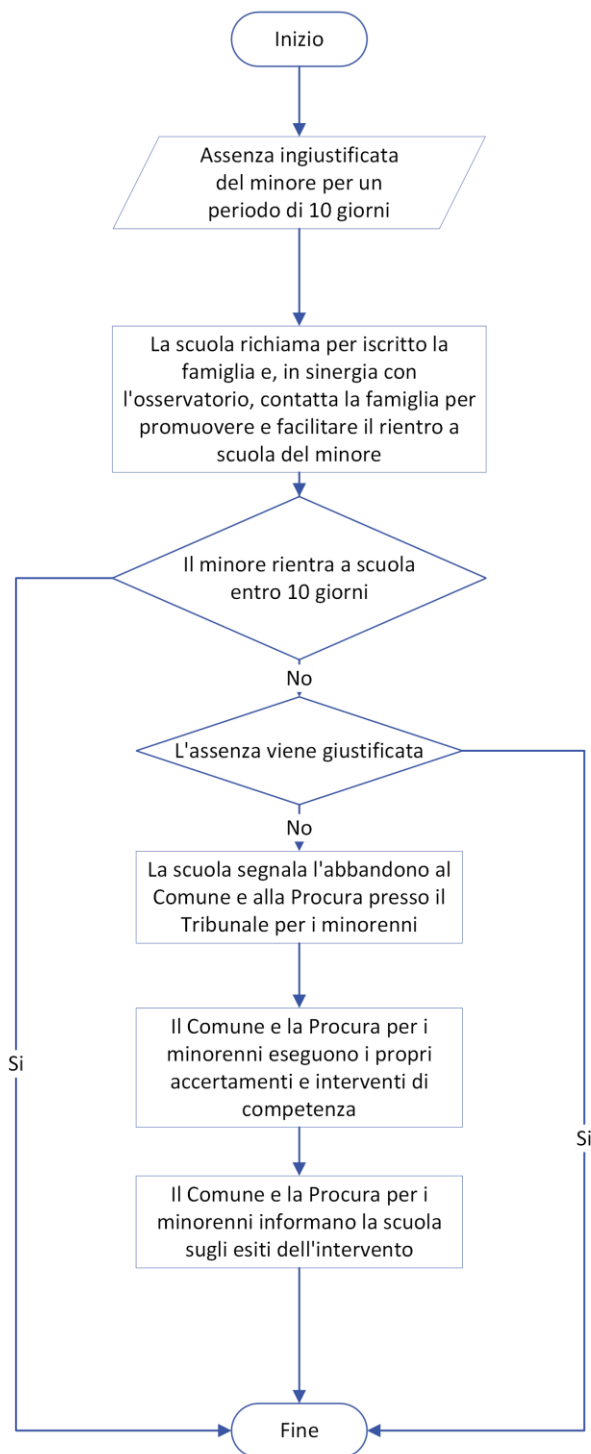 Inizio
Assenza ingiustificata
del minore per un
periodo di 10 giorni
La scuola richiama per iscritto la
famiglia e, in sinergia con
l'osservatorio, contatta la famiglia per
promuovere e facilitare il rientro a
scuola del minore
Il minore rientra a scuola
entro 10 giorni
No
L'assenza viene giustificata
No
La scuola segnala l'abbandono al
Comune e alla Procura presso il
Tribunale per i minorenni
Il Comune e la Procura per i
minorenni eseguono i propri
accertamenti e interventi di
competenza
Si
Si
Il Comune e la Procura per i
minorenni informano la scuola
sugli esiti dell'intervento
Fine